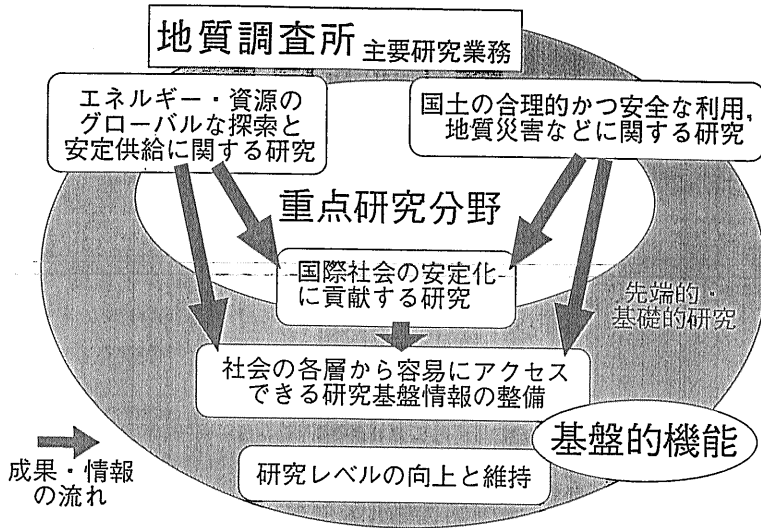 地質調査所 主要研究業務
エネルギー・資源の
グローバルな探索と
安定供給に関する研究
国土の合理的かつ安全な利用,
地質災害などに関する研究
重点研究分野
国際社会の安定化
に貢献する研究
先端的・
基礎的研究
社会の各層から容易にアクセス
できる研究基盤情報の整備
基盤的機能
研究レベルの向上と維持
成果・情報
の流れ